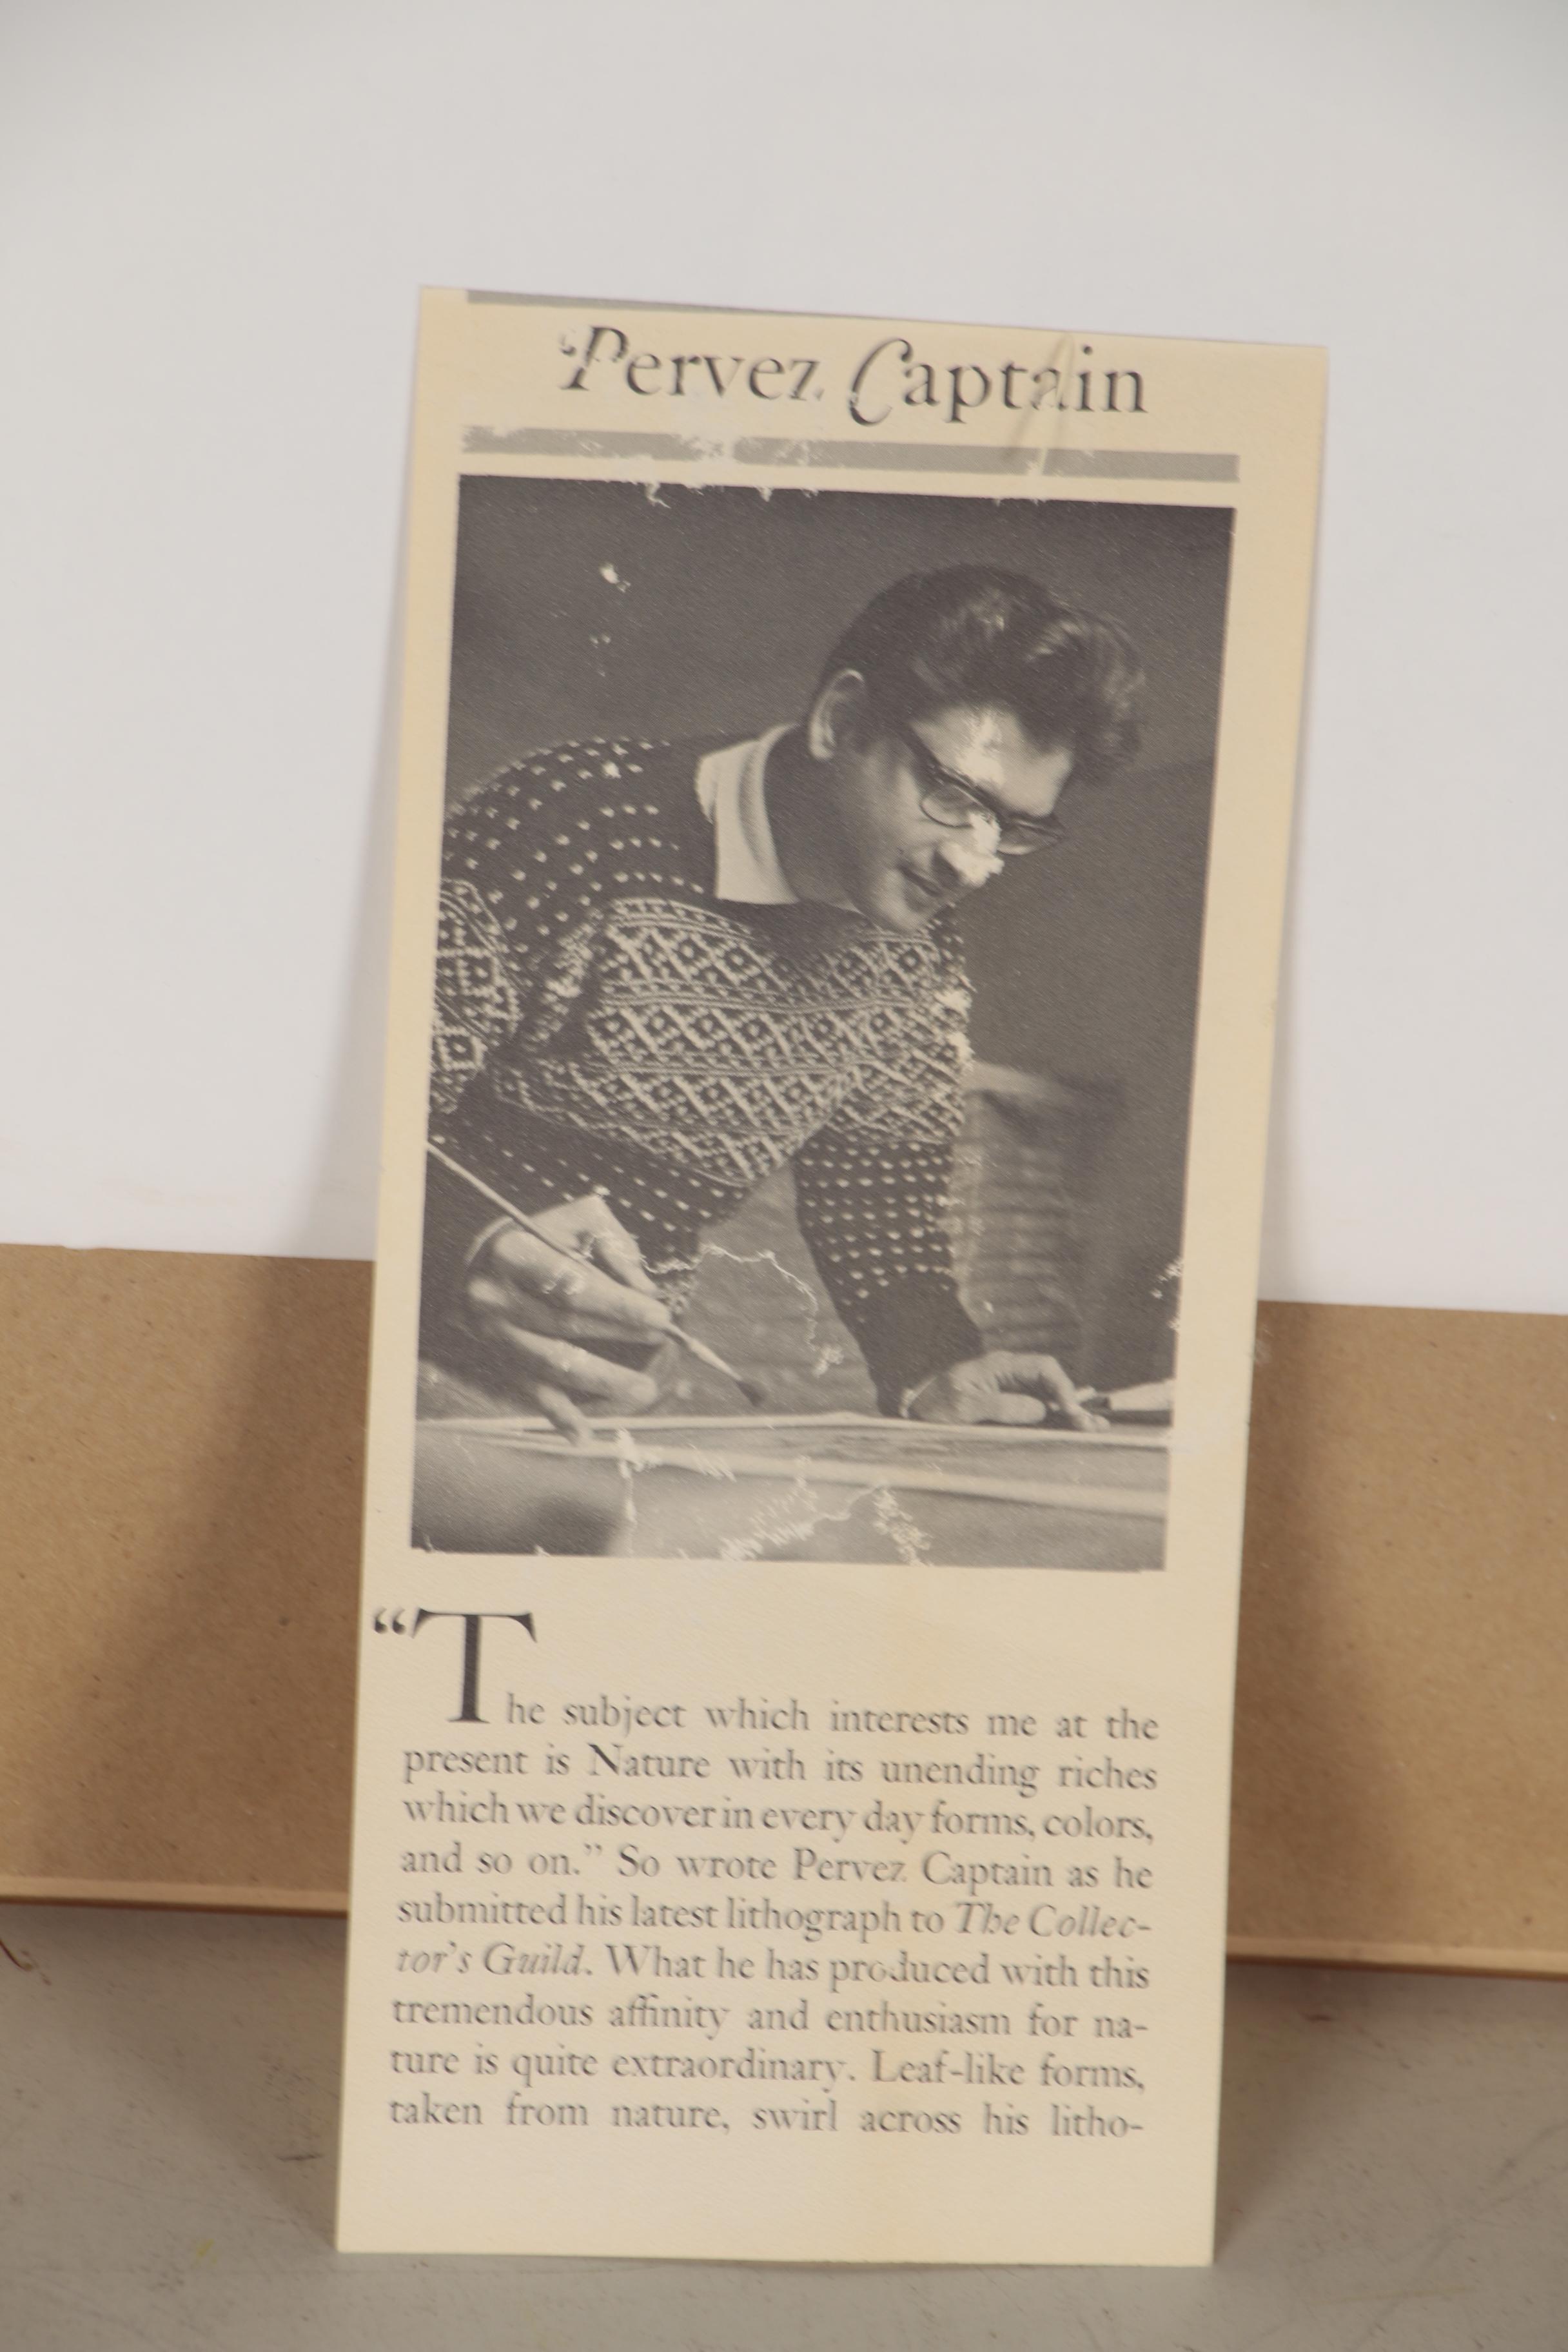 Pervez Captain
“The subject which interests me at the
present is Nature with its unending riches
which we discover in every day forms, colors,
and so on.” So wrote Pervez Captain as he
submitted his latest lithograph to The Collec-
tor’s Guild. What he has produced with this
tremendous affinity and enthusiasm for na-
ture is quite extraordinary. Leaf-like forms,
taken from nature, swirl across his litho-